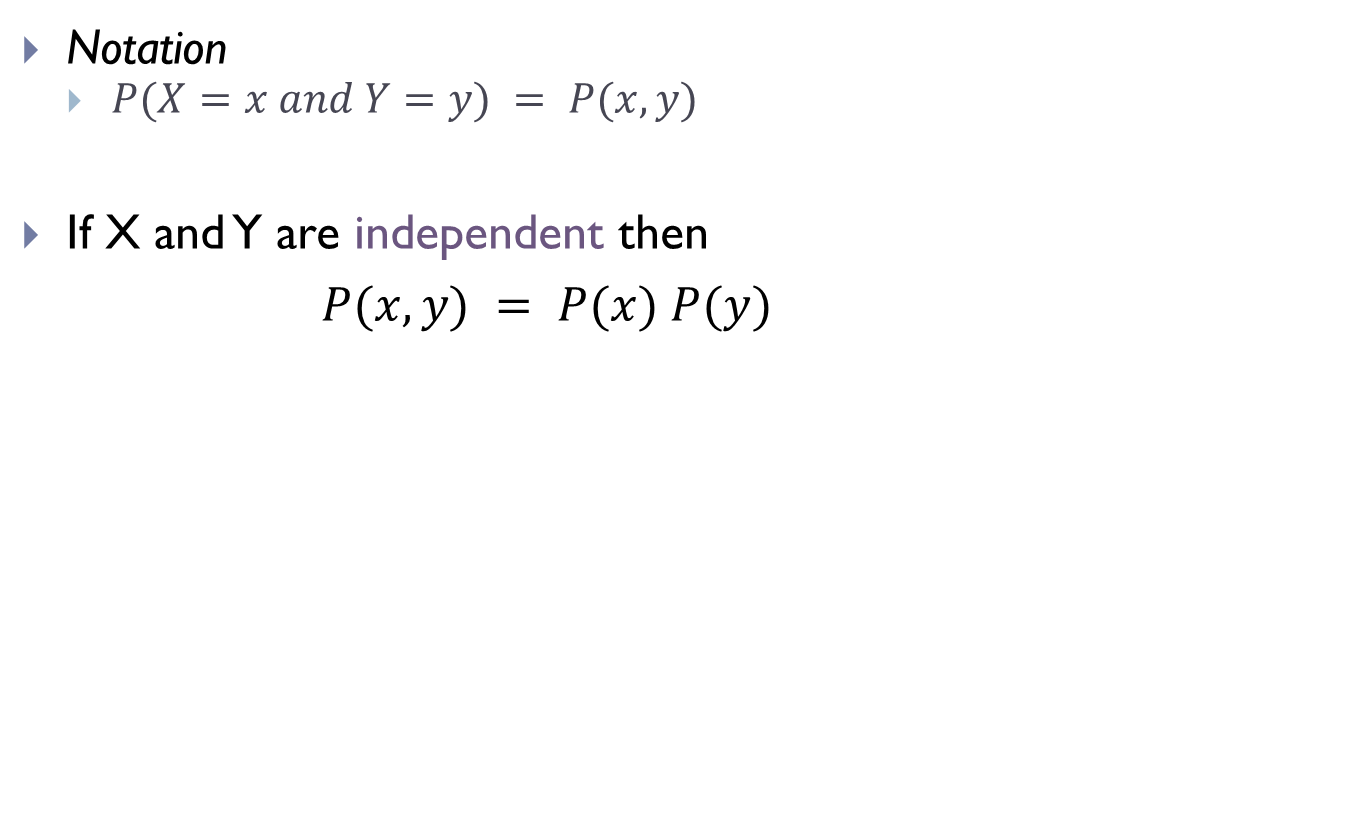 Notation
P(X = x and Y = y) = P(x, y)
If X and Y are independent then
P(x, y) = P(x) P(y)